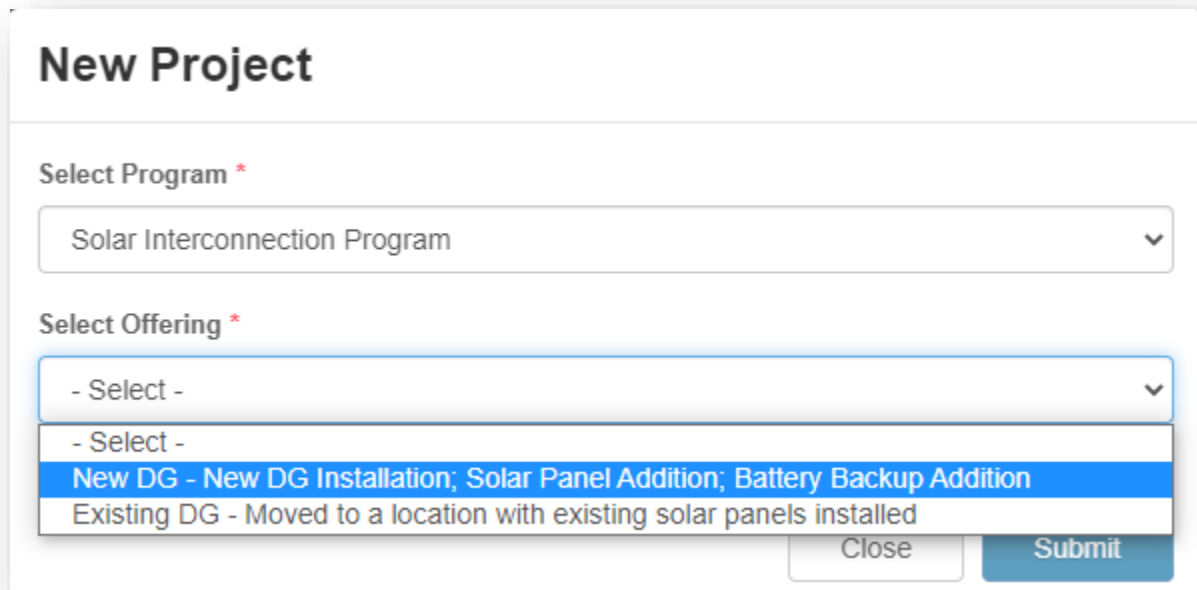 New Project
Select Program *
Solar Interconnection Program
Select Offering *
- Select -
- Select -
New DG - New DG Installation; Solar Panel Addition; Battery Backup Addition
Existing DG - Moved to a location with existing solar panels installed
Close Submit